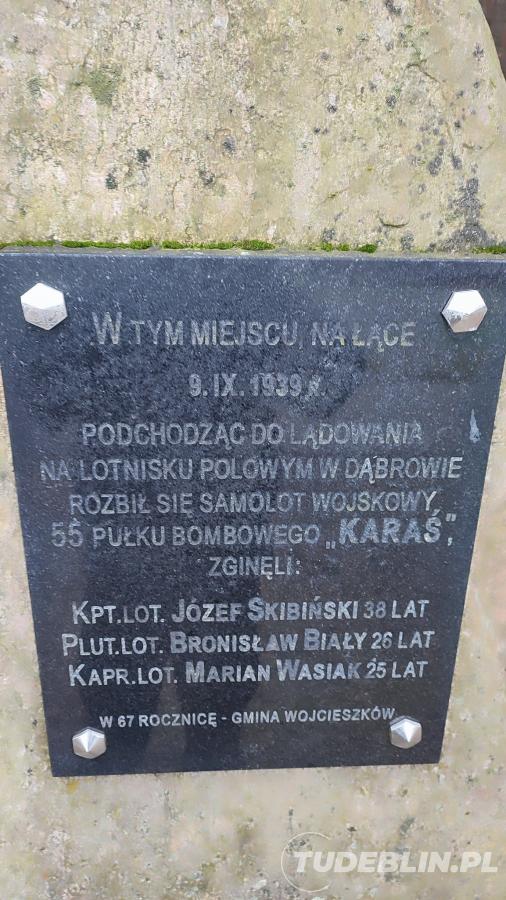 W TYM MIEJSCU, NA ŁĄCE
9.IX.1939 r.
PODCHODZĄC DO LĄDOWANIA
NA LOTNISKU POLOWYM W DĄBROWIE
ROZBIŁ SIĘ SAMOLOT WOJSKOWY,
55 PUŁKU BOMBOWEGO „KARAŚ”,
ZGINĘLI:
KPT.LOT. JÓZEF SKIBIŃSKI 38 LAT
PLUT.LOT. BRONISŁAW BIAŁY 26 LAT
KAPR.LOT. MARIAN WASIAK 25 LAT
W 67 ROCZNICĘ - GMINA WOJCIESZKÓW
TUDEBLIN.PL